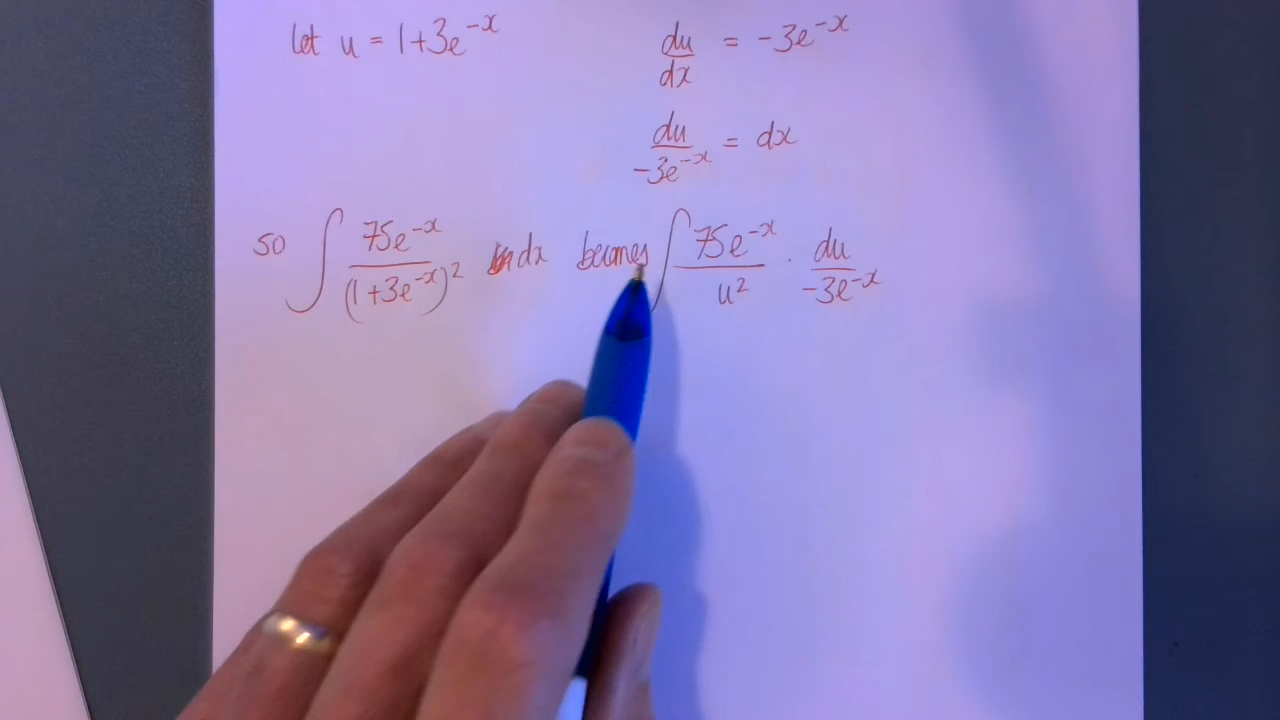 let u = 1+3e^{-x} du/dx = -3e^{-x}
du/-3e^{-x} = dx
so ∫ 75e^{-x}/(1+3e^{-x})^2 dx becomes ∫ 75e^{-x}/u^2 · du/-3e^{-x}